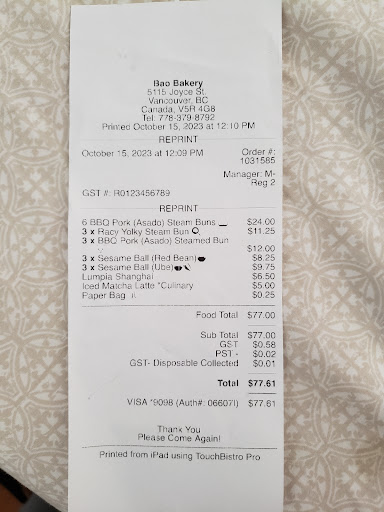 Bao Bakery
5115 Joyce St.
Vancouver, BC
Canada, V5R 4G8
Tel: 778-379-8792
Printed October 15, 2023 at 12:10 PM
REPRINT
October 15, 2023 at 12:09 PM Order #:
1031585
Manager: M-
Reg 2
GST #: R0123456789
REPRINT
6 BBQ Pork (Asado) Steam Buns $24.00
3 x Racy Yolky Steam Bun $11.25
3 x BBQ Pork (Asado) Steamed Bun
$12.00
3 x Sesame Ball (Red Bean) $8.25
3 x Sesame Ball (Ube) $9.75
Lumpia Shanghai $6.50
Iced Matcha Latte *Culinary $5.00
Paper Bag $0.25
Food Total $77.00
Sub Total $77.00
GST $0.58
PST - $0.02
GST- Disposable Collected $0.01
Total $77.61
VISA *9098 (Auth#: 06607I) $77.61
Thank You
Please Come Again!
Printed from iPad using TouchBistro Pro